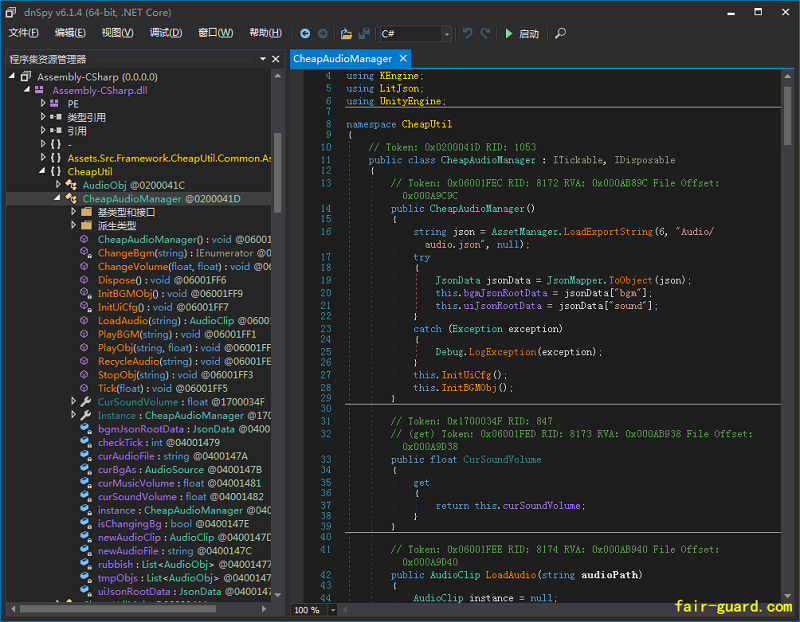 dnSpy v6.1.4 (64-bit, .NET Core)
文件(F) 编辑(E) 视图(V) 调试(D) 窗口(W) 帮助(H) C# 启动
程序集资源管理器
Assembly-CSharp (0.0.0.0)
Assembly-CSharp.dll
PE
类型引用
引用
{ } -
{ } Assets.Src.Framework.CheapUtil.Common.As
{ } CheapUtil
AudioObj @0200041C
CheapAudioManager @0200041D
基类型和接口
派生类型
CheapAudioManager() : void @06001
ChangeBgm(string) : IEnumerator @0
ChangeVolume(float, float) : void @06
Dispose() : void @06001FF6
InitBGMObj() : void @06001FF9
InitUiCfg() : void @06001FF7
LoadAudio(string) : AudioClip @0600
PlayBGM(string) : void @06001FF1
PlayObj(string, float) : void @06001FF
RecycleAudio(string) : void @06001FE
StopObj(string) : void @06001FF3
Tick(float) : void @06001FF5
CurSoundVolume : float @1700034F
Instance : CheapAudioManager @170
bgmJsonRootData : JsonData @0400
checkTick : int @04001479
curAudioFile : string @0400147A
curBgAs : AudioSource @0400147B
curMusicVolume : float @04001481
curSoundVolume : float @04001482
instance : CheapAudioManager @040
isChangingBg : bool @0400147E
newAudioClip : AudioClip @0400147D
newAudioFile : string @0400147C
rubbish : List<AudioObj> @04001477
tmpObjs : List<AudioObj> @0400147
uiJsonRootData : JsonData @04001
CheapAudioManager
4 using KEngine;
5 using LitJson;
6 using UnityEngine;
7
8 namespace CheapUtil
9 {
10 // Token: 0x0200041D RID: 1053
11 public class CheapAudioManager : ITickable, IDisposable
12 {
13 // Token: 0x06001FEC RID: 8172 RVA: 0x000AB89C File Offset:
0x000A9C9C
14 public CheapAudioManager()
15 {
16 string json = AssetManager.LoadExportString(6, "Audio/
audio.json", null);
17 try
18 {
19 JsonData jsonData = JsonMapper.ToObject(json);
20 this.bgmJsonRootData = jsonData["bgm"];
21 this.uiJsonRootData = jsonData["sound"];
22 }
23 catch (Exception exception)
24 {
25 Debug.LogException(exception);
26 }
27 this.InitUiCfg();
28 this.InitBGMObj();
29 }
30
31 // Token: 0x1700034F RID: 847
32 // (get) Token: 0x06001FED RID: 8173 RVA: 0x000AB938 File Offset:
0x000A9D38
33 public float CurSoundVolume
34 {
35 get
36 {
37 return this.curSoundVolume;
38 }
39 }
40
41 // Token: 0x06001FEE RID: 8174 RVA: 0x000AB940 File Offset:
0x000A9D40
42 public AudioClip LoadAudio(string audioPath)
43 {
44 AudioClip instance = null;
100 %
fair-guard.com